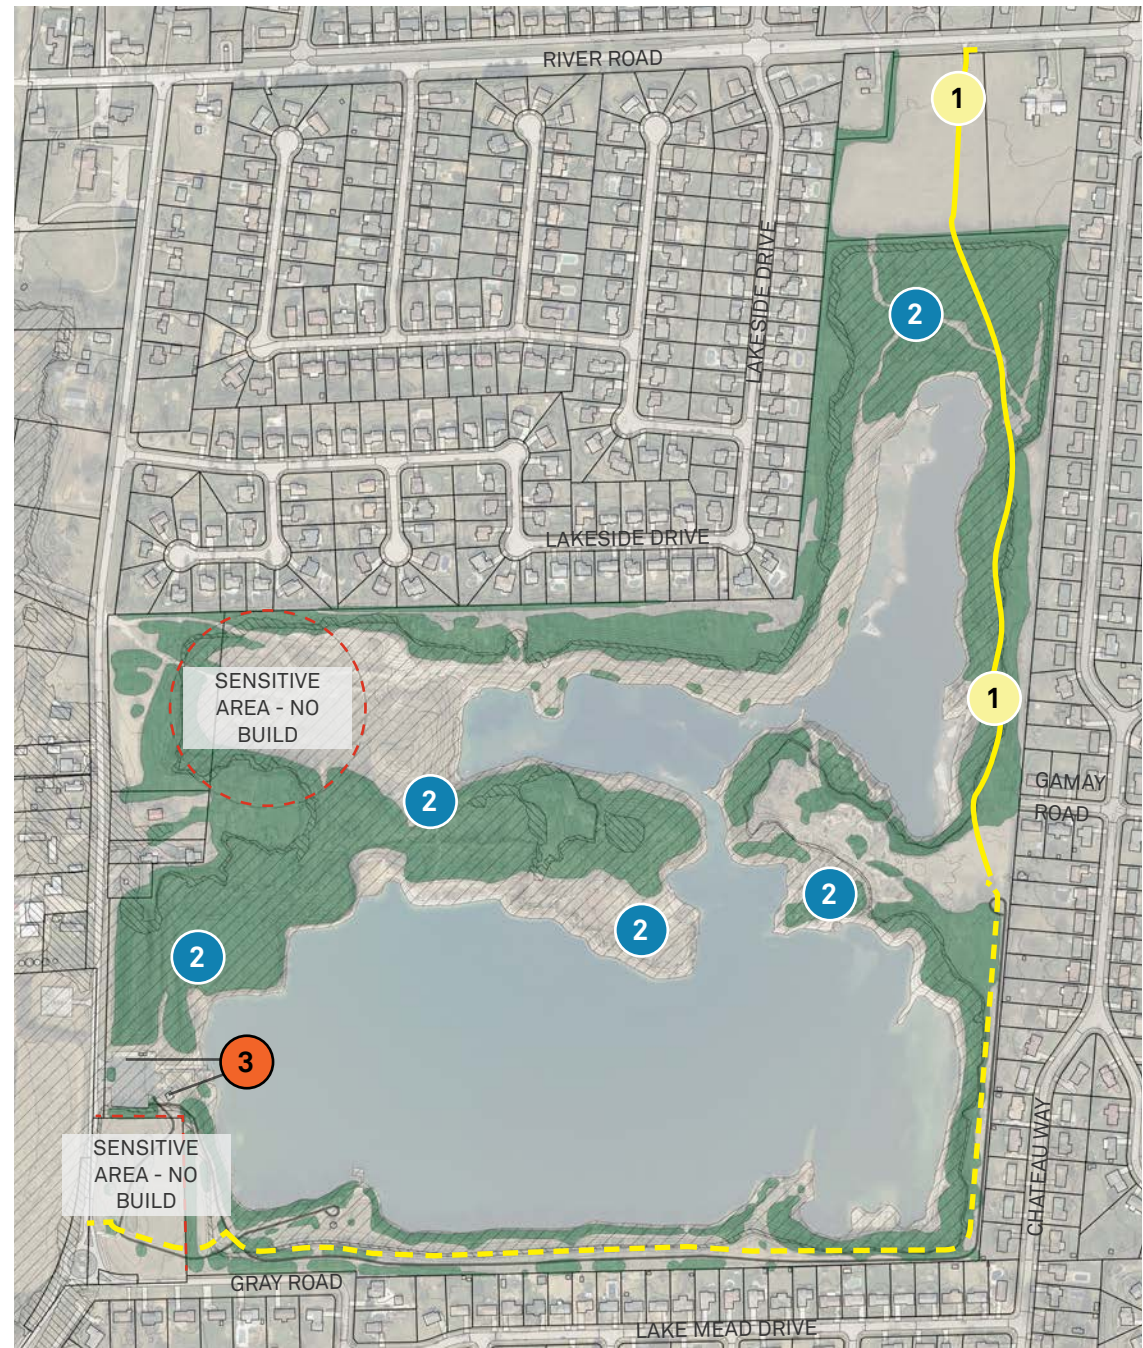 RIVER ROAD
1
LAKESIDE DRIVE
2
LAKESIDE DRIVE
SENSITIVE
AREA - NO
BUILD
1
GAMAY
ROAD
2
2
2
2
3
SENSITIVE
AREA - NO
BUILD
CHATEAU WAY
GRAY ROAD
LAKE MEAD DRIVE